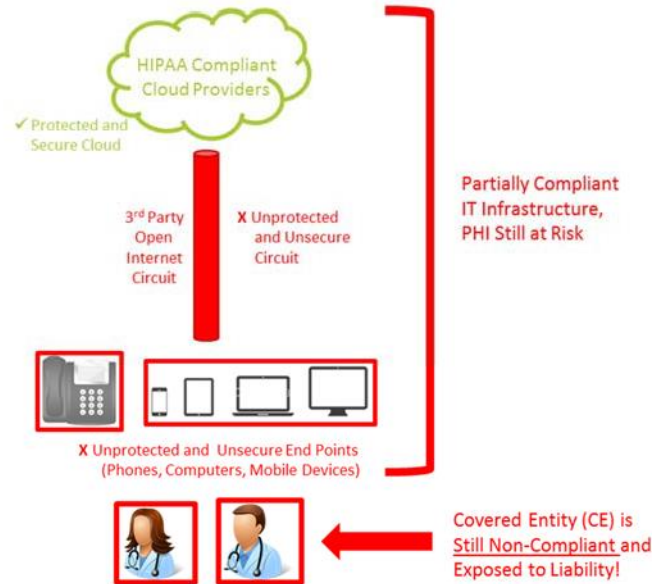 HIPAA Compliant
Cloud Providers
✓ Protected and
Secure Cloud
3rd Party
Open
Internet
Circuit
X Unprotected
and Unsecure
Circuit
Partially Compliant
IT Infrastructure,
PHI Still at Risk
X Unprotected and Unsecure End Points
(Phones, Computers, Mobile Devices)
Covered Entity (CE) is
Still Non-Compliant and
Exposed to Liability!